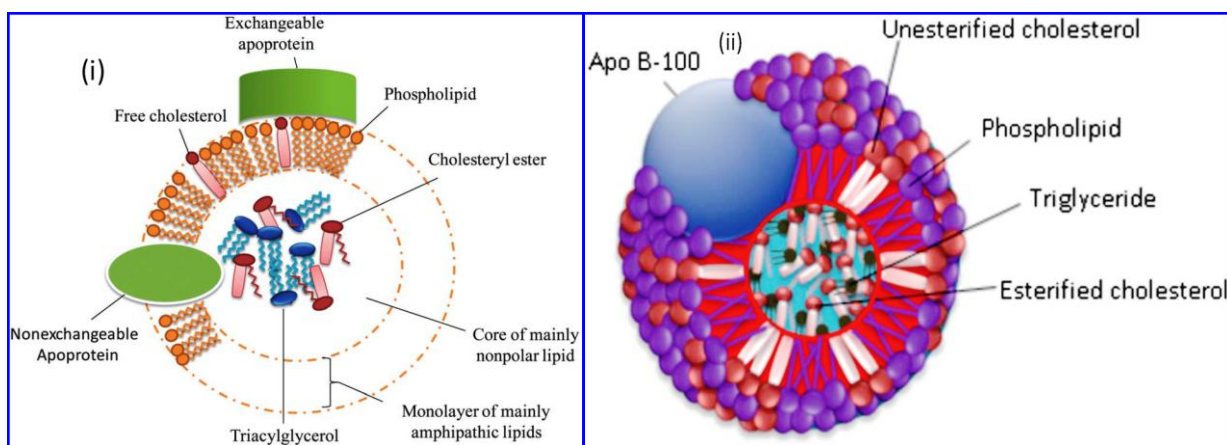 (i)
Exchangeable
apoprotein
Phospholipid
Free cholesterol
Cholesteryl ester
Nonexchangeable
Apoprotein
Core of mainly
nonpolar lipid
Monolayer of mainly
amphipathic lipids
Triacylglycerol
(ii)
Unesterified cholesterol
Apo B-100
Phospholipid
Triglyceride
Esterified cholesterol